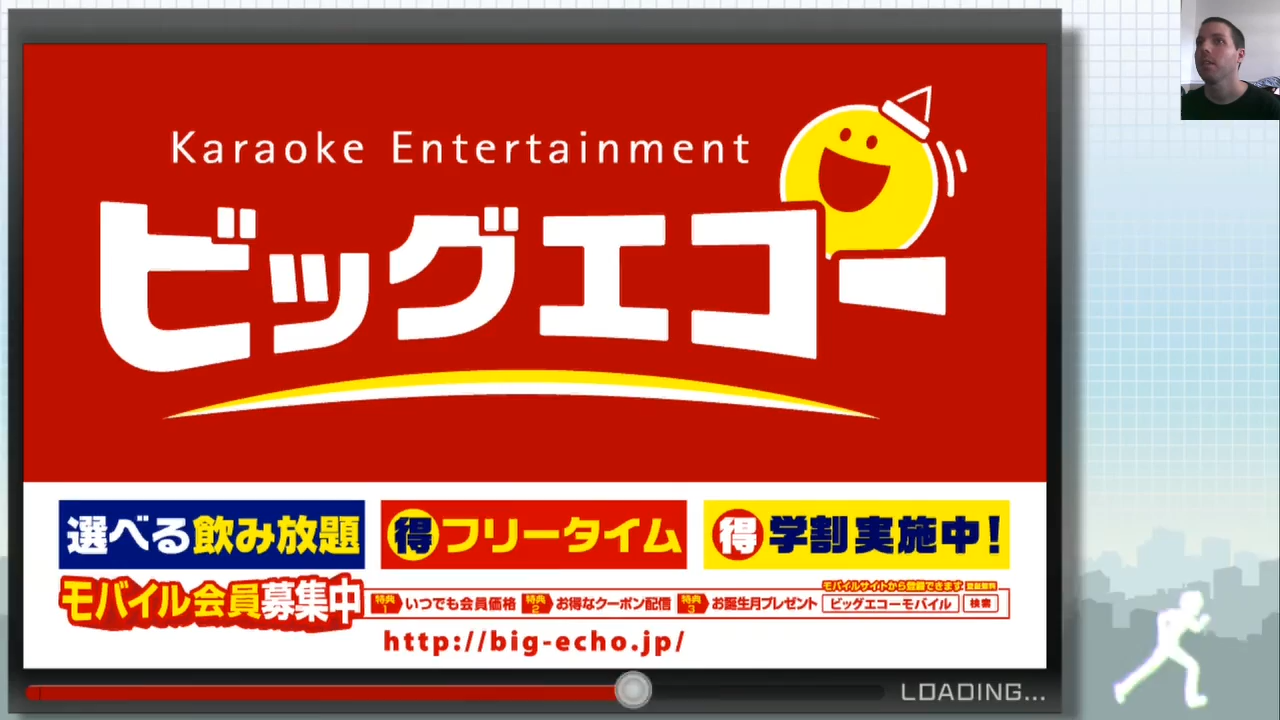 Karaoke Entertainment
ビッグエコー
選べる飲み放題
得フリータイム
得学割実施中!
モバイル会員募集中
特典1 いつでも会員価格 特典2 お得なクーポン配信 特典3 お誕生月プレゼント
モバイルサイトから登録できます 登録無料
ビッグエコーモバイル 検索
http://big-echo.jp/
LOADING...